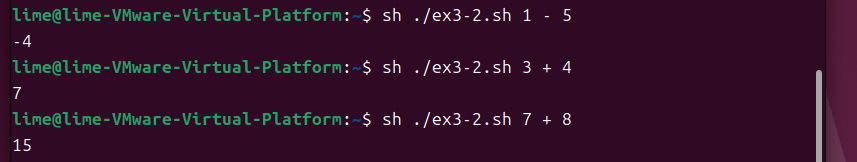 lime@lime-VMware-Virtual-Platform:~$ sh ./ex3-2.sh 1 - 5
-4
lime@lime-VMware-Virtual-Platform:~$ sh ./ex3-2.sh 3 + 4
7
lime@lime-VMware-Virtual-Platform:~$ sh ./ex3-2.sh 7 + 8
15